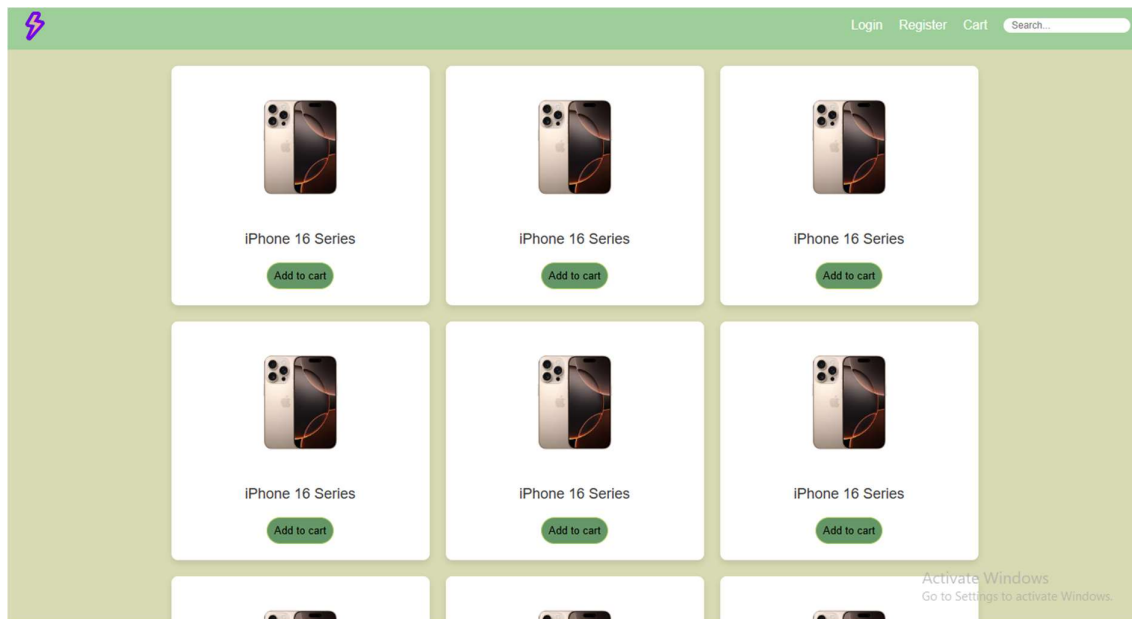 Login Register Cart Search...
iPhone 16 Series iPhone 16 Series iPhone 16 Series
Add to cart Add to cart Add to cart
iPhone 16 Series iPhone 16 Series iPhone 16 Series
Add to cart Add to cart Add to cart
Activate Windows
Go to Settings to activate Windows.